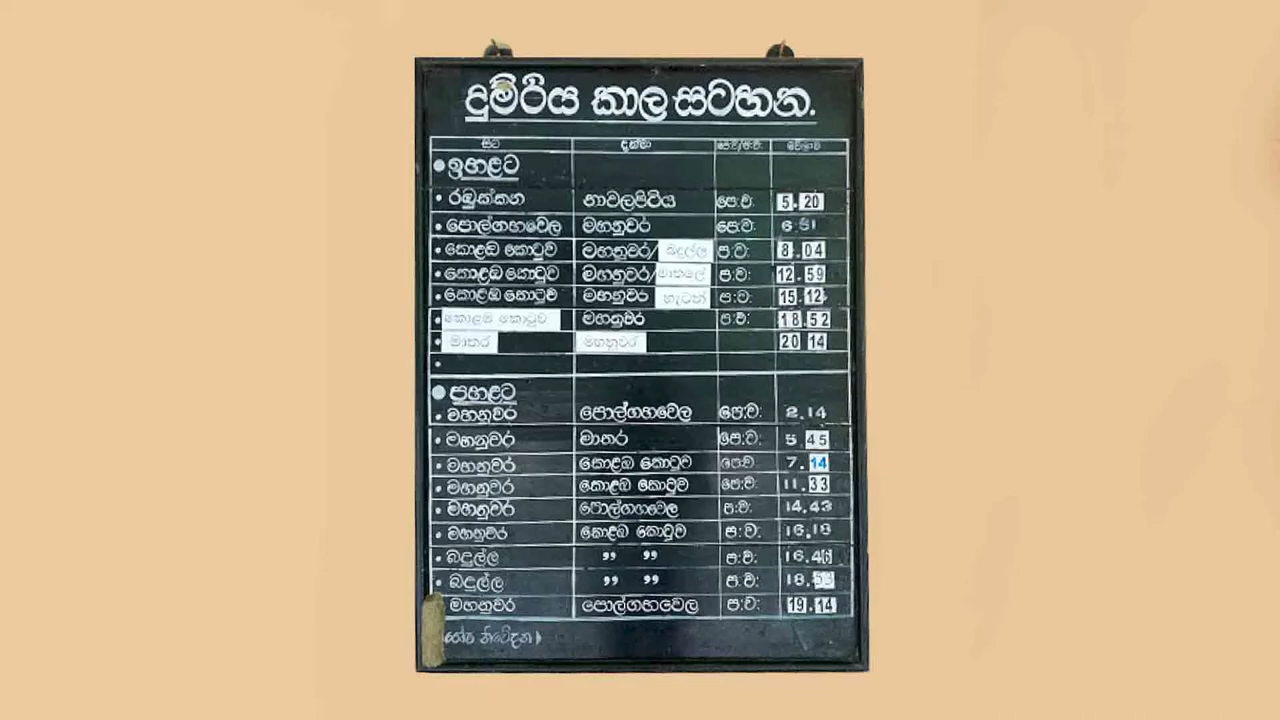 දුම්රිය කාල සටහන.
සිට දක්වා පෙ:ව/ප:ව: වේලාව
ඉහළට
රඹුක්කන නාවලපිටිය පෙ:ව: 5.20
පොල්ගහවෙල මහනුවර පෙ:ව: 6.51
කොළඹ කොටුව මහනුවර/බදුල්ල ප:ව: 8.04
කොළඹ කොටුව මහනුවර/මාතලේ ප:ව: 12.59
කොළඹ කොටුව මහනුවර හැටන් ප:ව: 15.12
කොළඹ කොටුව මහනුවර ප:ව: 18.52
මාතර මහනුවර 20 14
පහළට
මහනුවර පොල්ගහවෙල පෙ:ව: 2.14
මහනුවර මාතර පෙ:ව: 5.45
මහනුවර කොළඹ කොටුව පෙ:ව: 7.14
මහනුවර කොළඹ කොටුව පෙ:ව: 11.33
මහනුවර පොල්ගහවෙල ප:ව: 14.43
මහනුවර කොළඹ කොටුව ප:ව: 16.18
බදුල්ල ,, ,, ප:ව:
බදුල්ල ,, ,, ප:ව:
මහනුවර පොල්ගහවෙල ප:ව: 19.14
නිවේදන